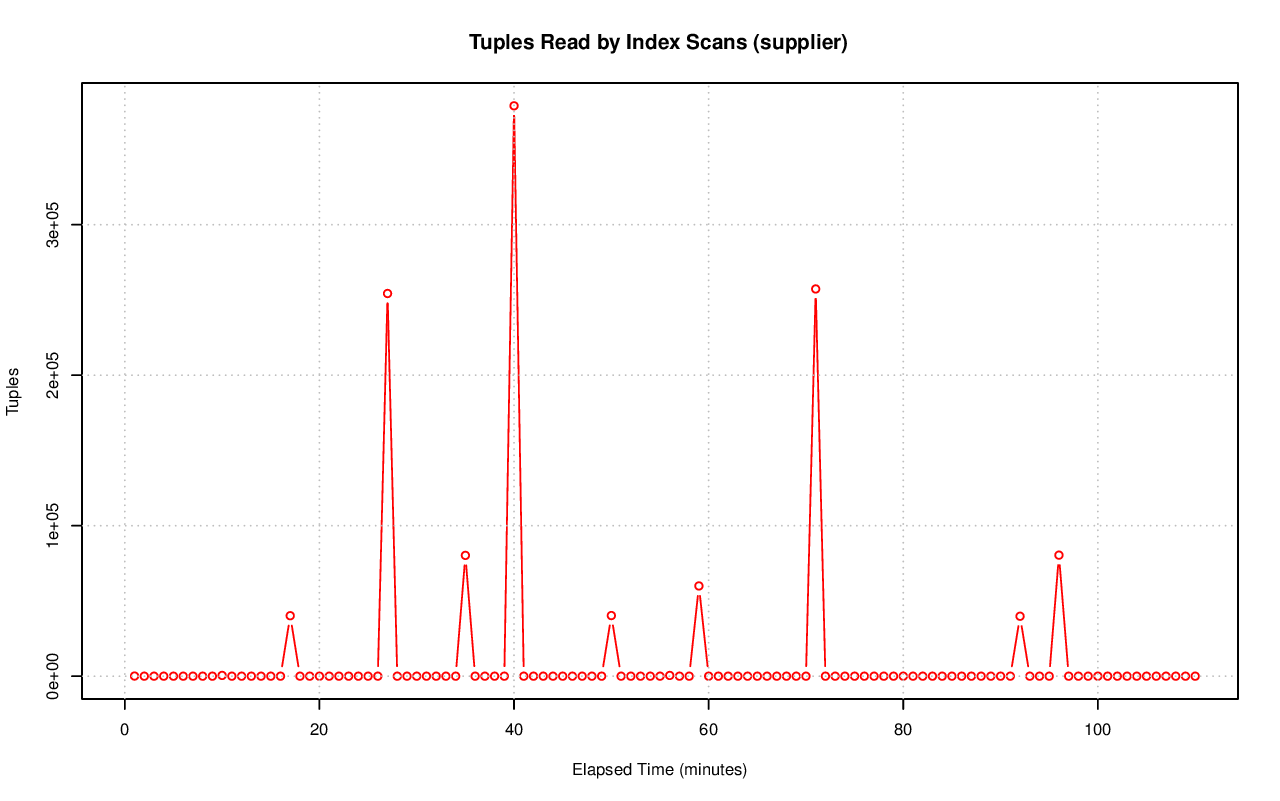 Tuples Read by Index Scans (supplier)
Tuples
3e+05
2e+05
1e+05
0e+00
0 20 40 60 80 100
Elapsed Time (minutes)